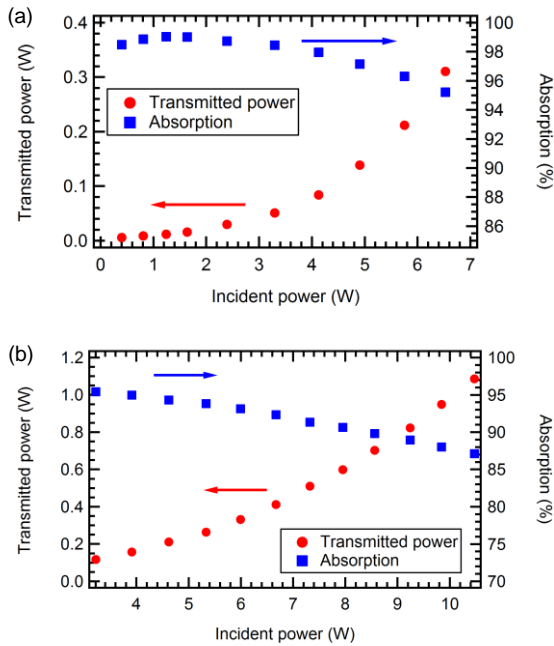 (a)
0.4
0.3
0.2
0.1
0.0
Transmitted power (W)
100
98
96
94
92
90
88
86
Absorption (%)
Transmitted power
Absorption
0 1 2 3 4 5 6 7
Incident power (W)
(b)
1.2
1.0
0.8
0.6
0.4
0.2
0.0
Transmitted power (W)
100
95
90
85
80
75
70
Absorption (%)
Transmitted power
Absorption
4 5 6 7 8 9 10
Incident power (W)